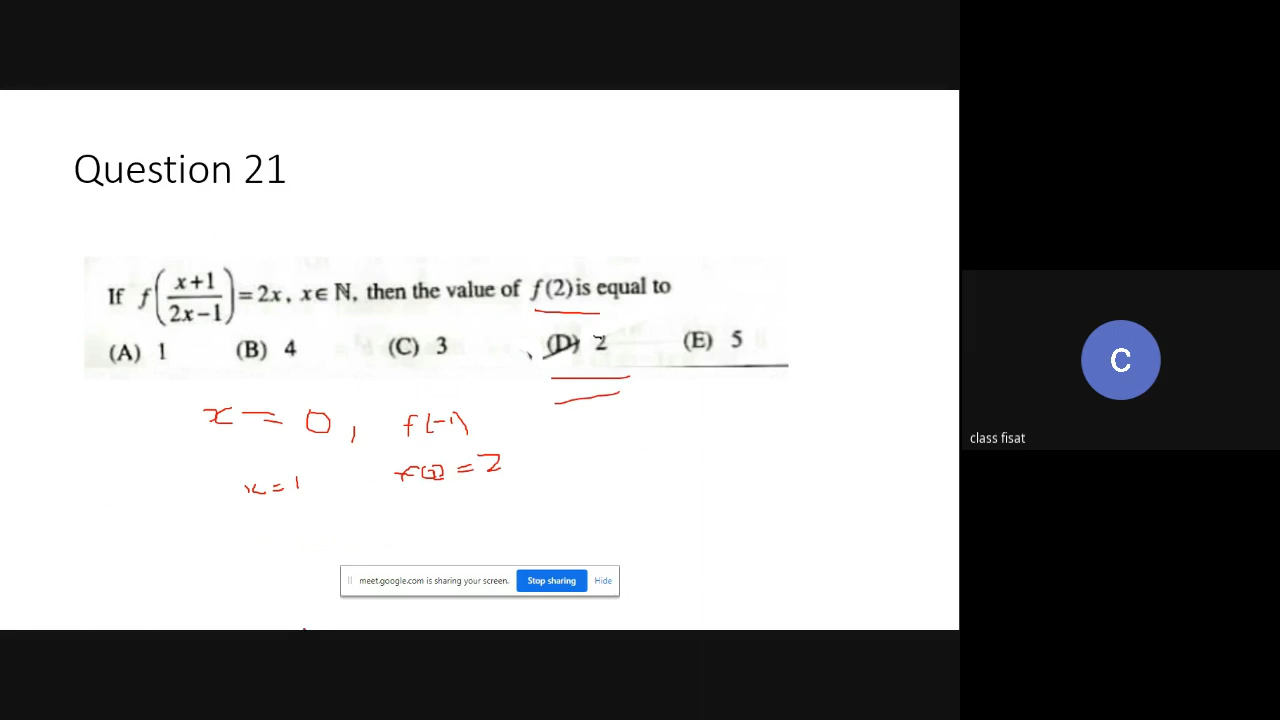 Question 21
If f(x+1/2x−1) = 2x, x∈ℕ, then the value of f(2) is equal to
(A) 1 (B) 4 (C) 3 (D) 2 (E) 5
x = 0, f(-1)
x = 1 f(2) = 2
C
class fisat
meet.google.com is sharing your screen. Stop sharing Hide